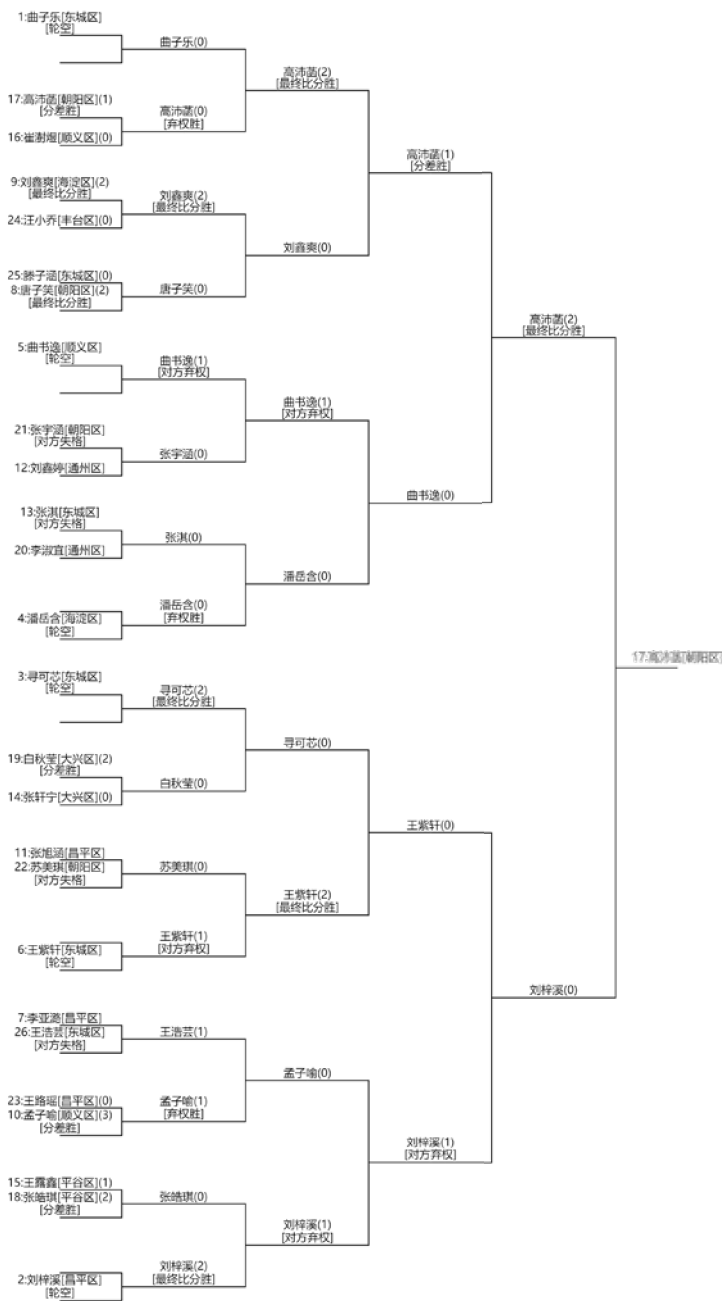 1:曲子乐[东城区]
[轮空]
曲子乐(0)
高沛菡(2)
[最终比分胜]
17:高沛菡[朝阳区](1)
[分差胜]
高沛菡(0)
[弃权胜]
16:崔澍煜[顺义区](0)
高沛菡(1)
[分差胜]
9:刘鑫爽[海淀区](2)
[最终比分胜]
刘鑫爽(2)
[最终比分胜]
24:汪小乔[丰台区](0)
刘鑫爽(0)
25:滕子涵[东城区](0)
8:唐子笑[朝阳区](2)
[最终比分胜]
唐子笑(0)
高沛菡(2)
[最终比分胜]
5:曲书逸[顺义区]
[轮空]
曲书逸(1)
[对方弃权]
曲书逸(1)
[对方弃权]
21:张宇涵[朝阳区]
[对方失格]
张宇涵(0)
12:刘鑫婷[通州区]
曲书逸(0)
13:张淇[东城区]
[对方失格]
张淇(0)
20:李淑宜[通州区]
潘岳含(0)
潘岳含(0)
[弃权胜]
4:潘岳含[海淀区]
[轮空]
17:高沛菡[朝阳区]
3:寻可芯[东城区]
[轮空]
寻可芯(2)
[最终比分胜]
寻可芯(0)
19:白秋莹[大兴区](2)
[分差胜]
白秋莹(0)
14:张轩宁[大兴区](0)
王紫轩(0)
11:张旭涵[昌平区]
22:苏美琪[朝阳区]
[对方失格]
苏美琪(0)
王紫轩(2)
[最终比分胜]
王紫轩(1)
[对方弃权]
6:王紫轩[东城区]
[轮空]
刘梓溪(0)
7:李亚潞[昌平区]
26:王浩芸[东城区]
[对方失格]
王浩芸(1)
孟子喻(0)
23:王路瑶[昌平区](0)
10:孟子喻[顺义区](3)
[分差胜]
孟子喻(1)
[弃权胜]
刘梓溪(1)
[对方弃权]
15:王露鑫[平谷区](1)
18:张皓琪[平谷区](2)
[分差胜]
张皓琪(0)
刘梓溪(1)
[对方弃权]
刘梓溪(2)
[最终比分胜]
2:刘梓溪[昌平区]
[轮空]